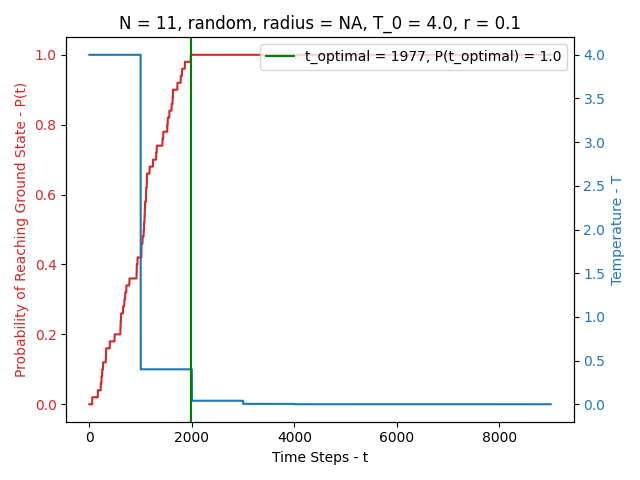 N = 11, random, radius = NA, T_0 = 4.0, r = 0.1
t_optimal = 1977, P(t_optimal) = 1.0
Probability of Reaching Ground State - P(t)
1.0
0.8
0.6
0.4
0.2
0.0
4.0
3.5
3.0
2.5
2.0
1.5
1.0
0.5
0.0
Temperature - T
0 2000 4000 6000 8000
Time Steps - t